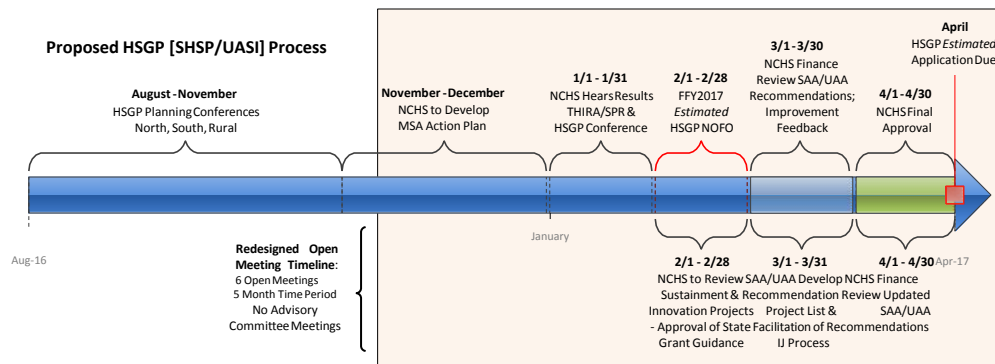 Proposed HSGP [SHSP/UASI] Process
August - November
HSGP Planning Conferences
North, South, Rural
November - December
NCHS to Develop
MSA Action Plan
1/1 - 1/31
NCHS Hears Results
THIRA/SPR &
HSGP Conference
2/1 - 2/28
FFY2017
Estimated
HSGP NOFO
3/1 - 3/30
NCHS Finance
Review SAA/UAA
Recommendations;
Improvement
Feedback
4/1 - 4/30
NCHS Final
Approval
April
HSGP Estimated
Application Due
Aug-16
January
Apr-17
Redesigned Open
Meeting Timeline:
6 Open Meetings
5 Month Time Period
No Advisory
Committee Meetings
2/1 - 2/28
NCHS to Review
Sustainment &
Innovation Projects
- Approval of State
Grant Guidance
3/1 - 3/31
SAA/UAA Develop
Recommendation
Project List &
Facilitation of
IJ Process
4/1 - 4/30
NCHS Finance
Review Updated
SAA/UAA
Recommendations